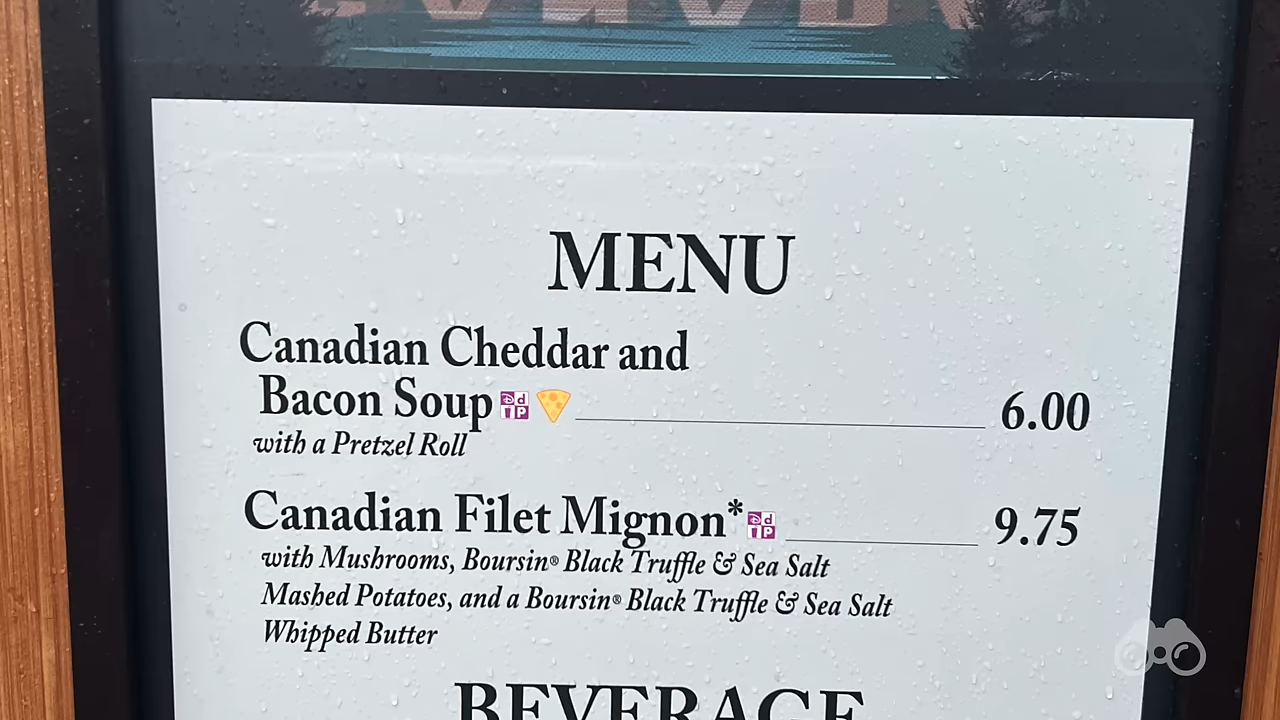 MENU
Canadian Cheddar and
Bacon Soup 6.00
with a Pretzel Roll
Canadian Filet Mignon* 9.75
with Mushrooms, Boursin® Black Truffle & Sea Salt
Mashed Potatoes, and a Boursin® Black Truffle & Sea Salt
Whipped Butter
BEVERAGE